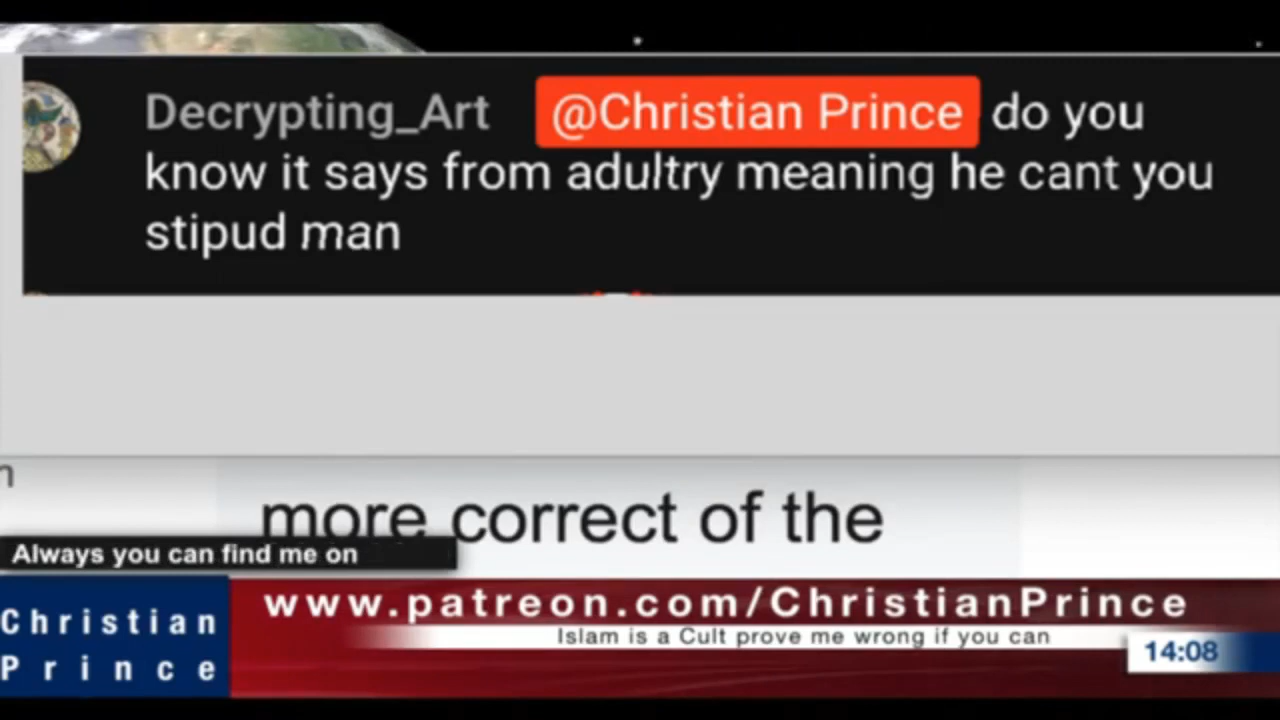 Decrypting_Art @Christian Prince do you
know it says from adultry meaning he cant you
stipud man
n
more correct of the
Always you can find me on
Christian
Prince
www.patreon.com/ChristianPrince
Islam is a Cult prove me wrong if you can
14:08